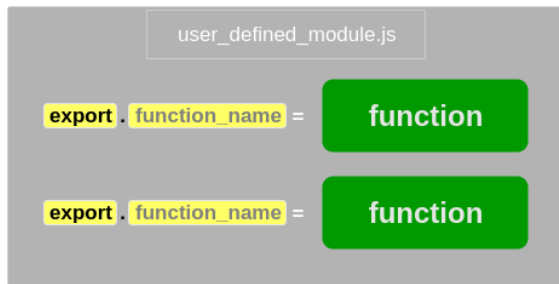 user_defined_module.js
export . function_name = function
export . function_name = function